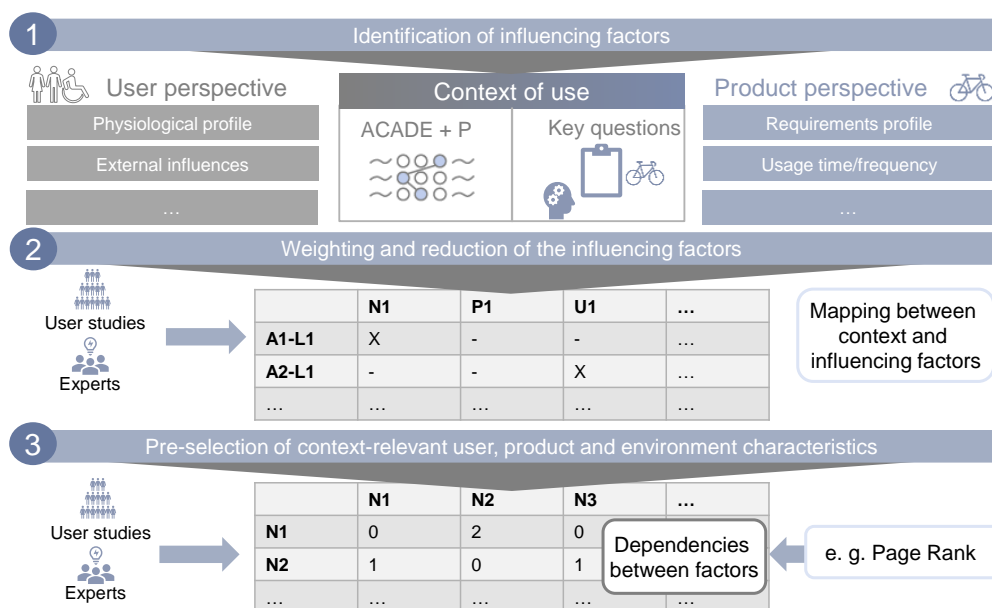 1
Identification of influencing factors
User perspective
Physiological profile
External influences
…
Context of use
ACADE + P
Key questions
Product perspective
Requirements profile
Usage time/frequency
…
2
Weighting and reduction of the influencing factors
User studies
Experts
N1 P1 U1 …
A1-L1 X - - …
A2-L1 - - X …
… … … … …
Mapping between
context and
influencing factors
3
Pre-selection of context-relevant user, product and environment characteristics
User studies
Experts
N1 N2 N3 …
N1 0 2 0
N2 1 0 1
… … … … …
Dependencies
between factors
e. g. Page Rank